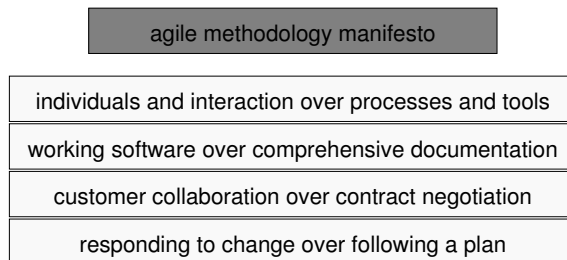 agile methodology manifesto
individuals and interaction over processes and tools
working software over comprehensive documentation
customer collaboration over contract negotiation
responding to change over following a plan